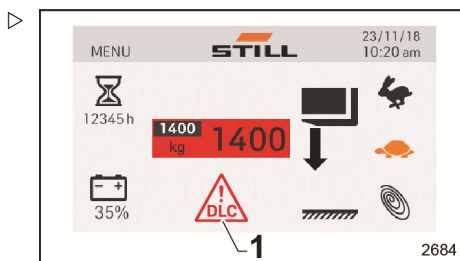 MENU
STILL
23/11/18
10:20 am
12345 h
1400
kg
1400
35%
DLC
1
2684